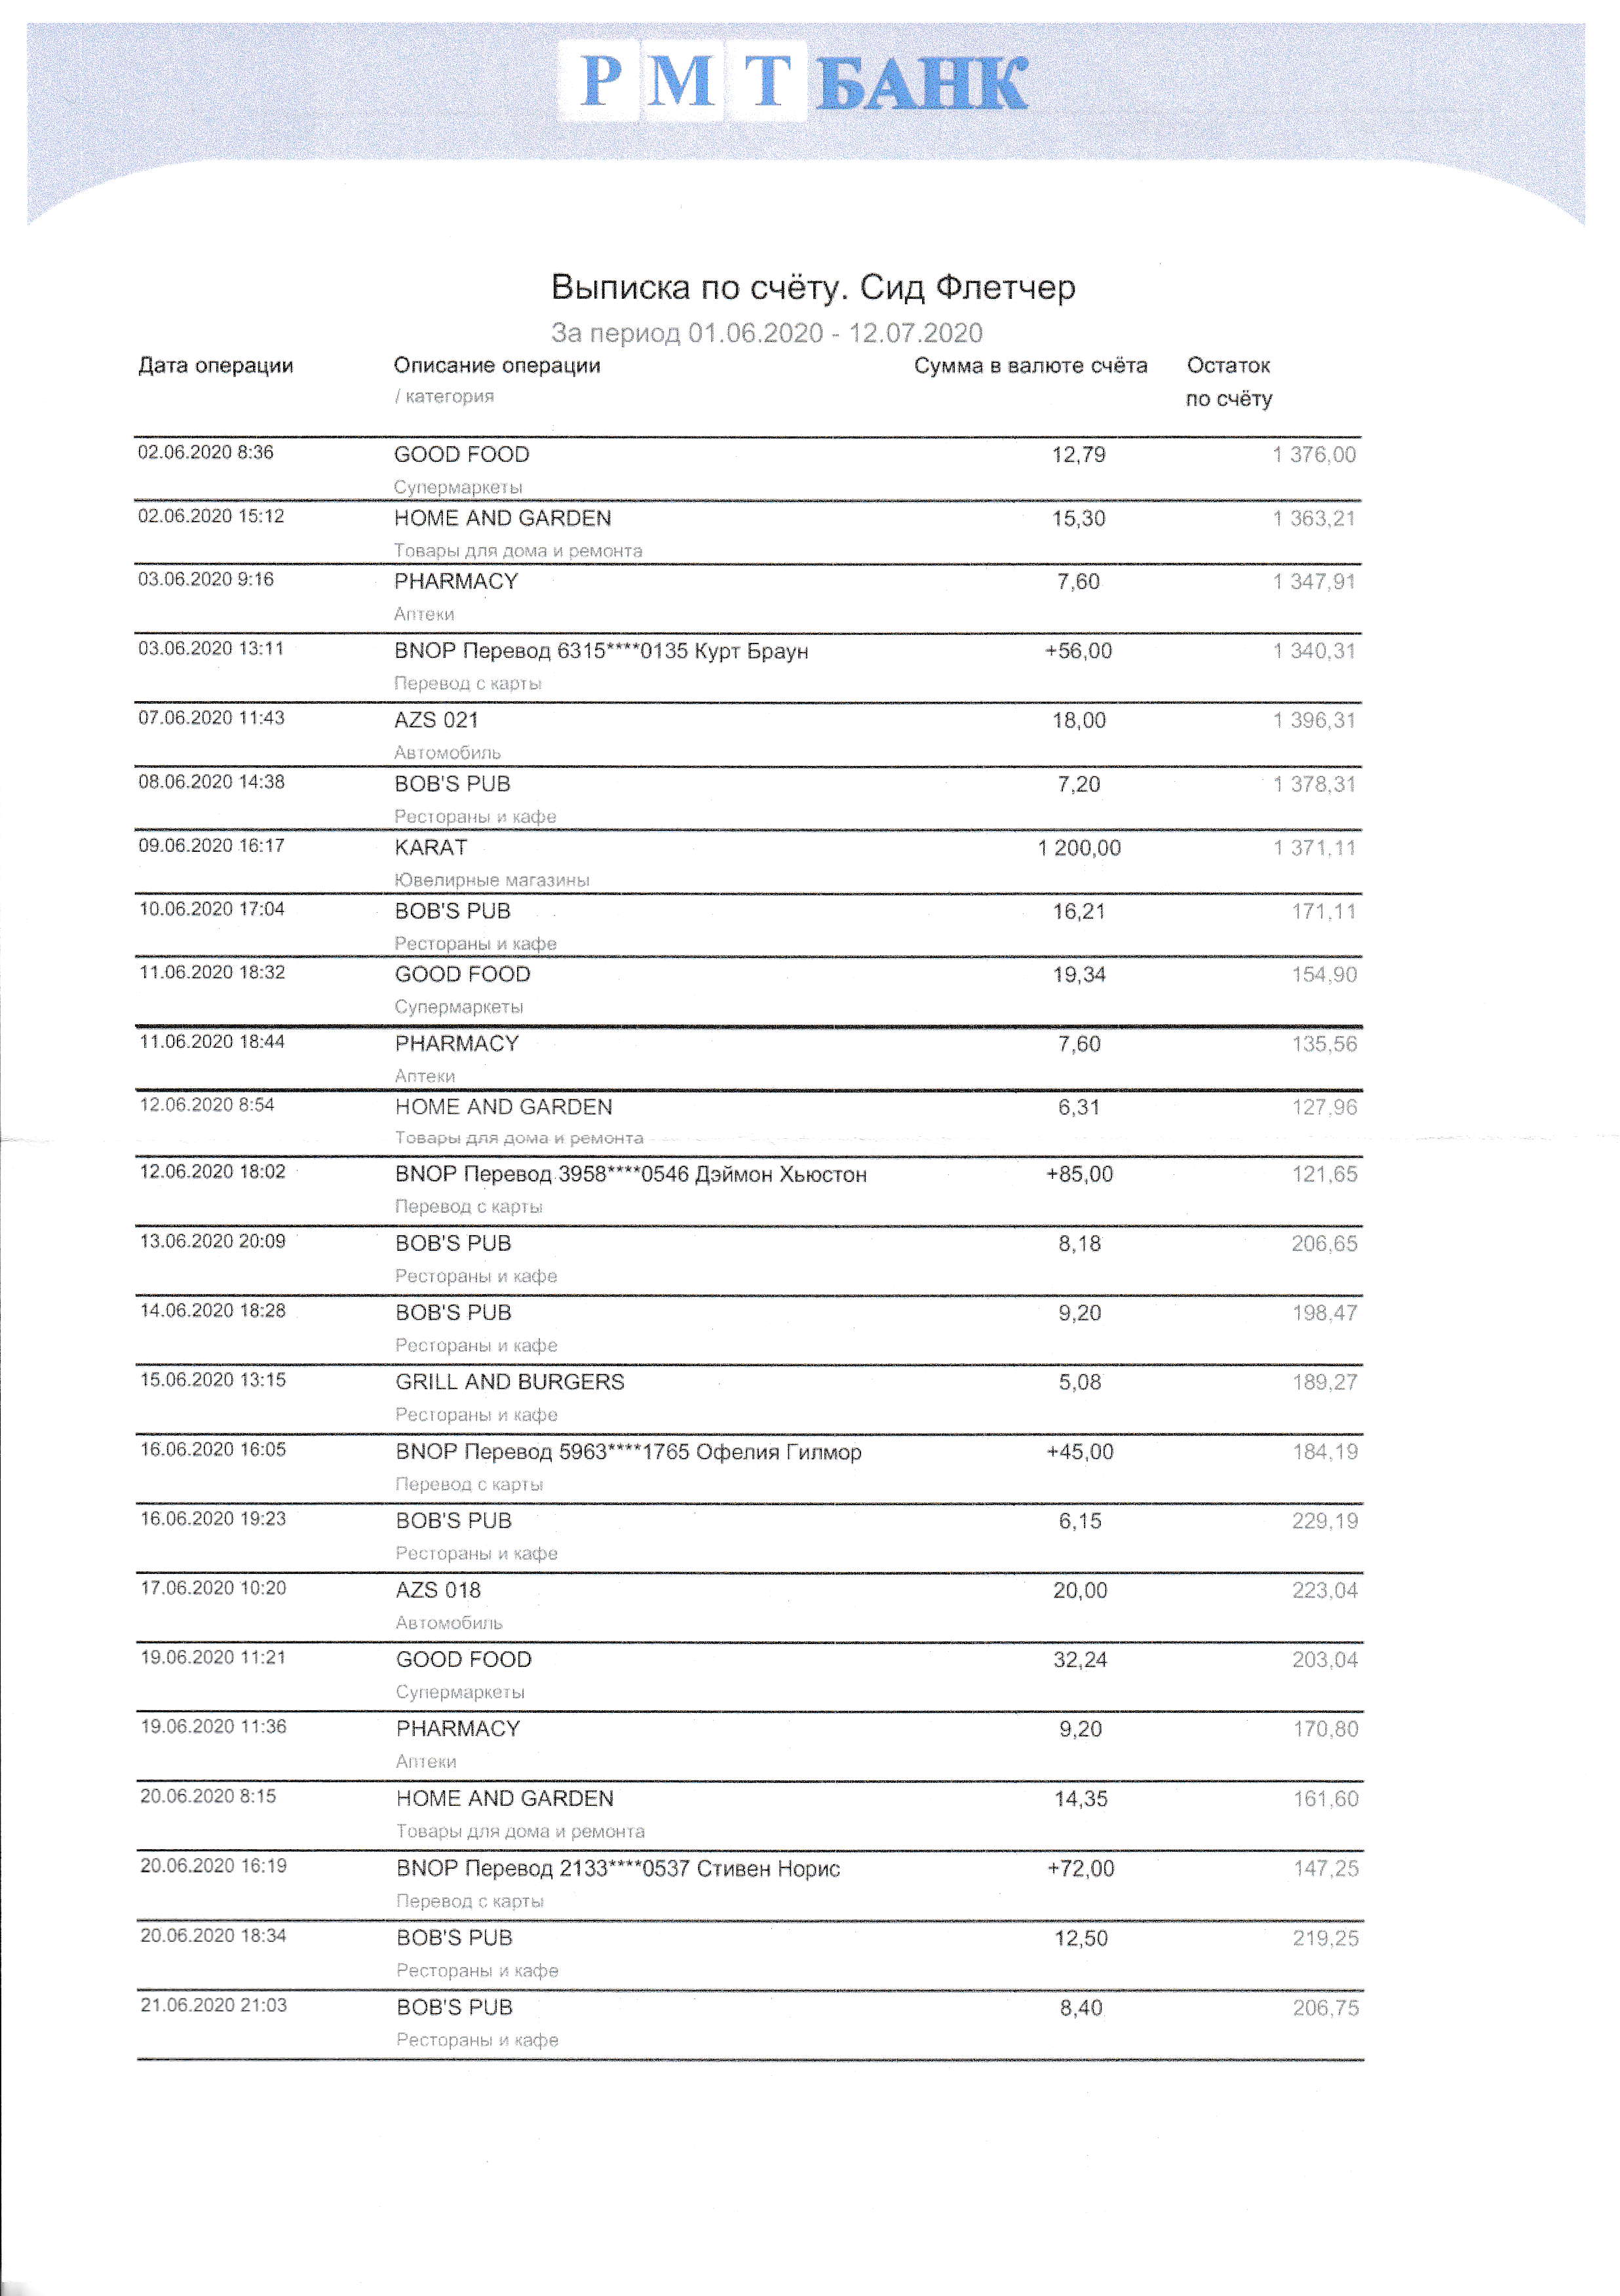 РМТ БАНК
Выписка по счёту. Сид Флетчер
За период 01.06.2020 - 12.07.2020
Дата операции Описание операции Сумма в валюте счёта Остаток
/ категория по счёту
02.06.2020 8:36 GOOD FOOD 12,79 1 376,00
Супермаркеты
02.06.2020 15:12 HOME AND GARDEN 15,30 1 363,21
Товары для дома и ремонта
03.06.2020 9:16 PHARMACY 7,60 1 347,91
Аптеки
03.06.2020 13:11 BNOP Перевод 6315****0135 Курт Браун +56,00 1 340,31
Перевод с карты
07.06.2020 11:43 AZS 021 18,00 1 396,31
Автомобиль
08.06.2020 14:38 BOB'S PUB 7,20 1 378,31
Рестораны и кафе
09.06.2020 16:17 KARAT 1 200,00 1 371,11
Ювелирные магазины
10.06.2020 17:04 BOB'S PUB 16,21 171,11
Рестораны и кафе
11.06.2020 18:32 GOOD FOOD 19,34 154,90
Супермаркеты
11.06.2020 18:44 PHARMACY 7,60 135,56
Аптеки
12.06.2020 8:54 HOME AND GARDEN 6,31 127,96
Товары для дома и ремонта
12.06.2020 18:02 BNOP Перевод 3958****0546 Дэймон Хьюстон +85,00 121,65
Перевод с карты
13.06.2020 20:09 BOB'S PUB 8,18 206,65
Рестораны и кафе
14.06.2020 18:28 BOB'S PUB 9,20 198,47
Рестораны и кафе
15.06.2020 13:15 GRILL AND BURGERS 5,08 189,27
Рестораны и кафе
16.06.2020 16:05 BNOP Перевод 5963****1765 Офелия Гилмор +45,00 184,19
Перевод с карты
16.06.2020 19:23 BOB'S PUB 6,15 229,19
Рестораны и кафе
17.06.2020 10:20 AZS 018 20,00 223,04
Автомобиль
19.06.2020 11:21 GOOD FOOD 32,24 203,04
Супермаркеты
19.06.2020 11:36 PHARMACY 9,20 170,80
Аптеки
20.06.2020 8:15 HOME AND GARDEN 14,35 161,60
Товары для дома и ремонта
20.06.2020 16:19 BNOP Перевод 2133****0537 Стивен Норис +72,00 147,25
Перевод с карты
20.06.2020 18:34 BOB'S PUB 12,50 219,25
Рестораны и кафе
21.06.2020 21:03 BOB'S PUB 8,40 206,75
Рестораны и кафе